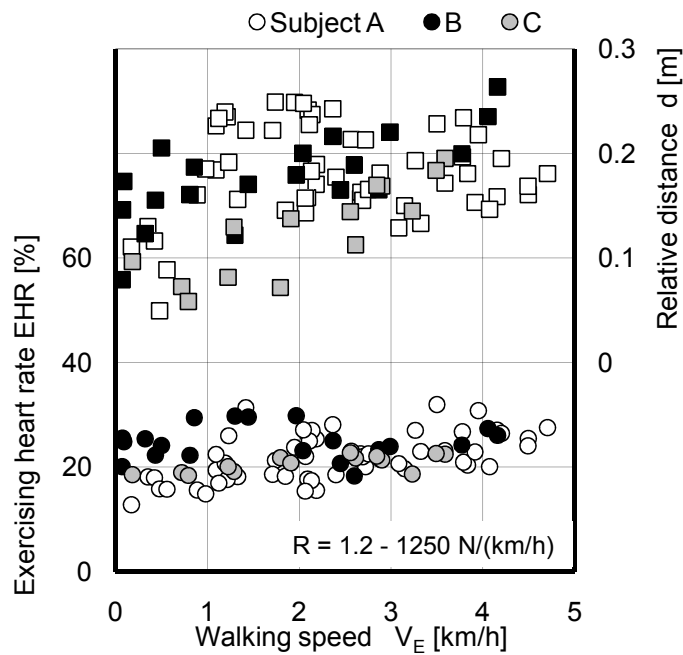 Subject A B C
0.3
0.2
0.1
0
Relative distance d [m]
60
40
20
0
Exercising heart rate EHR [%]
R = 1.2 - 1250 N/(km/h)
0 1 2 3 4 5
Walking speed V_E [km/h]